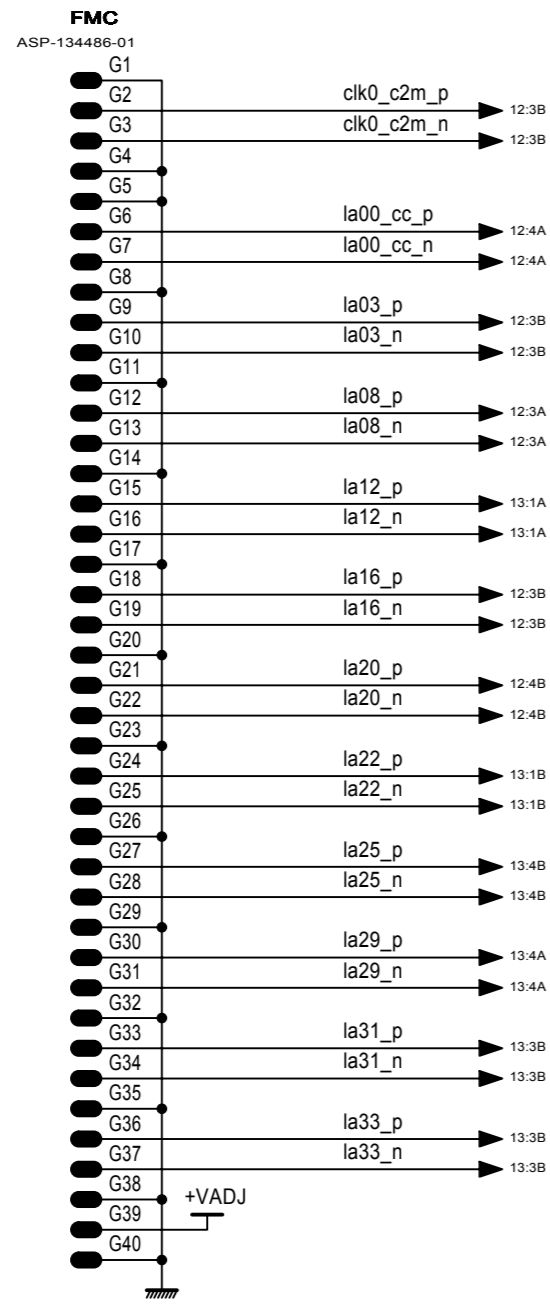 FMC
ASP-134486-01
G1
G2 clk0_c2m_p 12:3B
G3 clk0_c2m_n 12:3B
G4
G5
G6 la00_cc_p 12:4A
G7 la00_cc_n 12:4A
G8
G9 la03_p 12:3B
G10 la03_n 12:3B
G11
G12 la08_p 12:3A
G13 la08_n 12:3A
G14
G15 la12_p 13:1A
G16 la12_n 13:1A
G17
G18 la16_p 12:3B
G19 la16_n 12:3B
G20
G21 la20_p 12:4B
G22 la20_n 12:4B
G23
G24 la22_p 13:1B
G25 la22_n 13:1B
G26
G27 la25_p 13:4B
G28 la25_n 13:4B
G29
G30 la29_p 13:4A
G31 la29_n 13:4A
G32
G33 la31_p 13:3B
G34 la31_n 13:3B
G35
G36 la33_p 13:3B
G37 la33_n 13:3B
G38
G39 +VADJ
G40